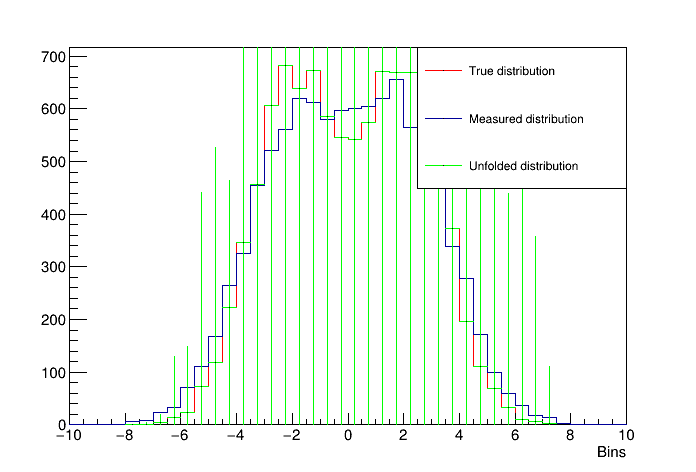 700
600
500
400
300
200
100
0
−10 −8 −6 −4 −2 0 2 4 6 8 10
Bins
True distribution
Measured distribution
Unfolded distribution